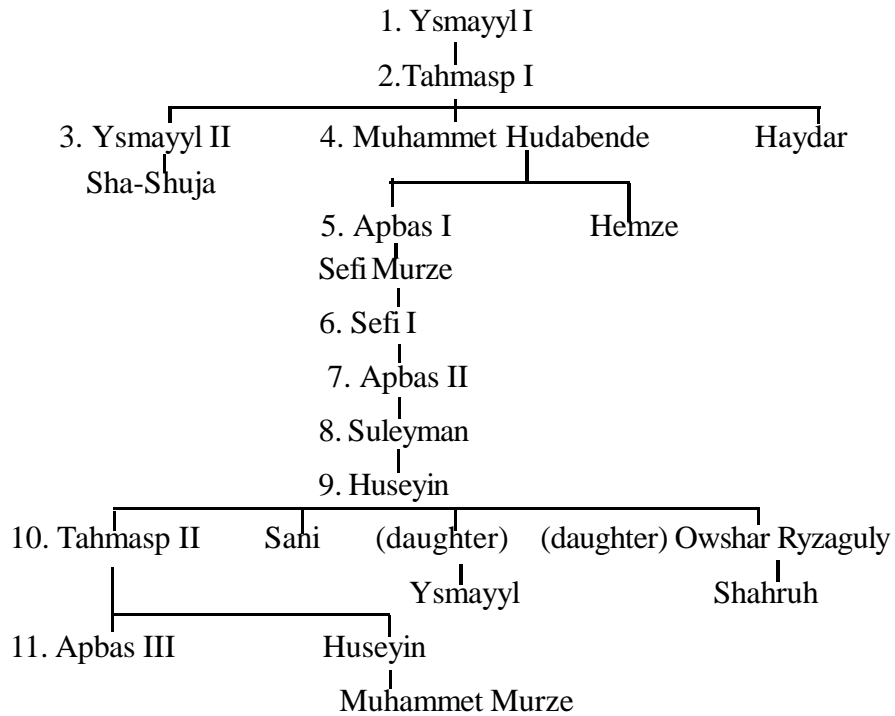 1. Ysmayyl I
2.Tahmasp I
3. Ysmayyl II 4. Muhammet Hudabende Haydar
Sha-Shuja
5. Apbas I Hemze
Sefi Murze
6. Sefi I
7. Apbas II
8. Suleyman
9. Huseyin
10. Tahmasp II Sani (daughter) (daughter) Owshar Ryzaguly
Ysmayyl Shahruh
11. Apbas III Huseyin
Muhammet Murze